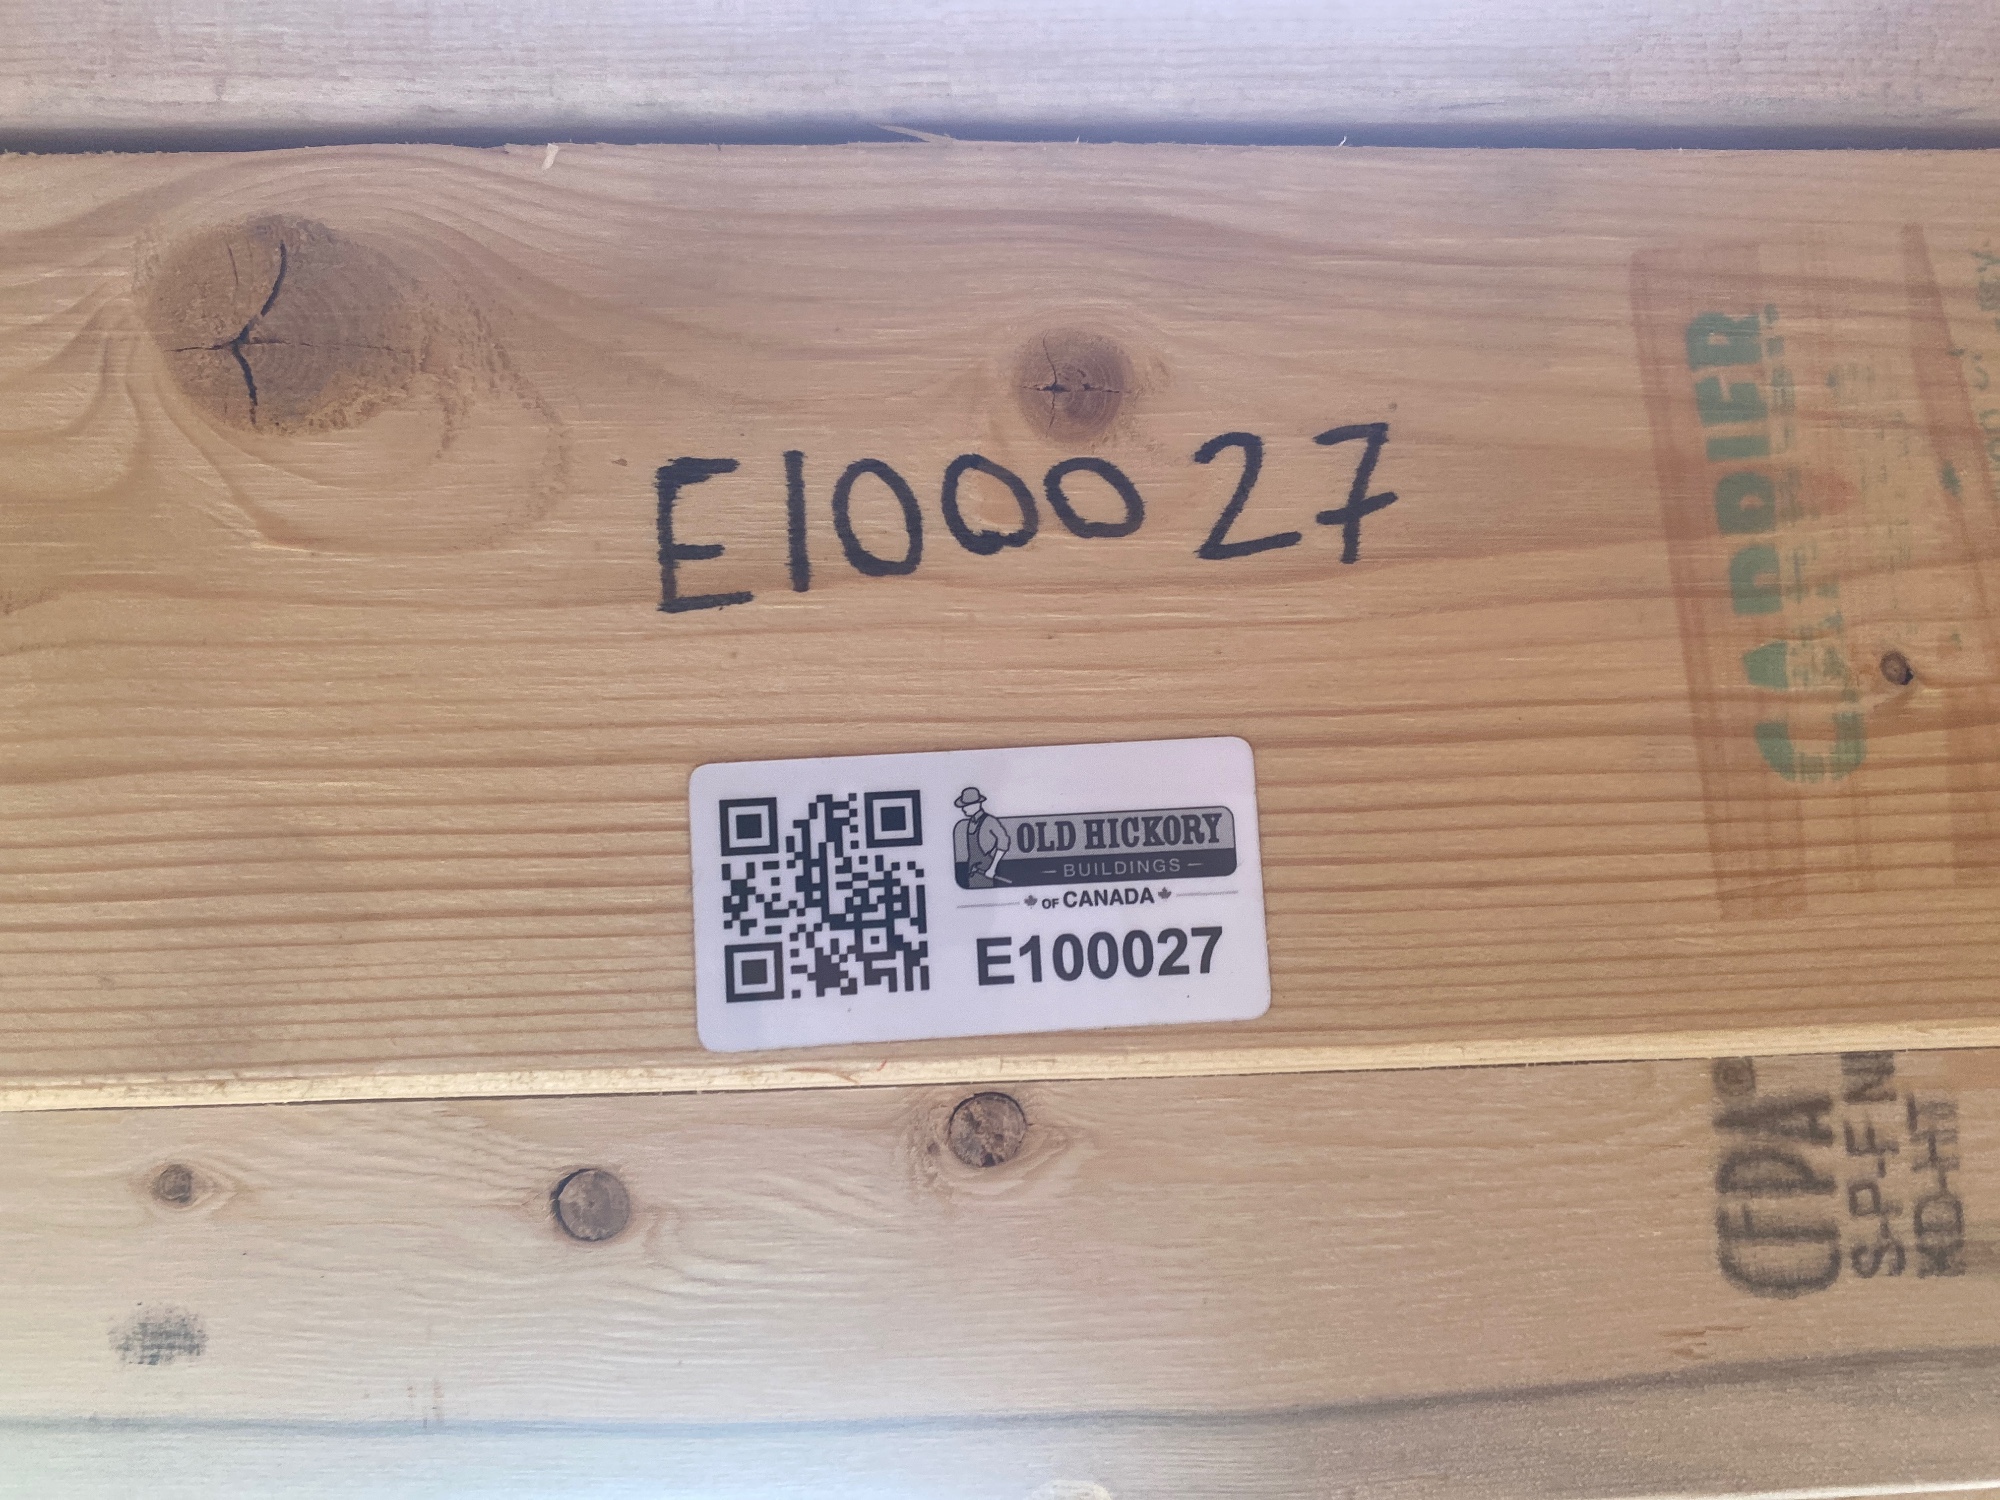 E100027
OLD HICKORY
BUILDINGS
OF CANADA
E100027
CARRIER
CFPA®
S-P-F N
KD-HT